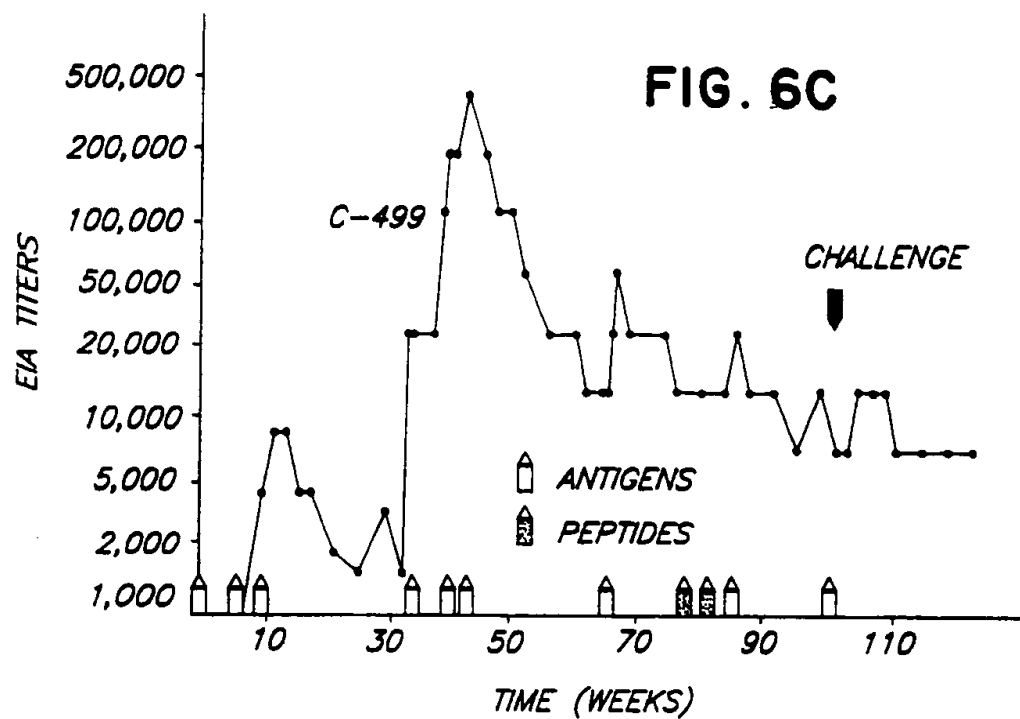 FIG. 6C
500,000
200,000
100,000
50,000
20,000
10,000
5,000
2,000
1,000
EIA TITERS
C-499
CHALLENGE
ANTIGENS
PEPTIDES
10 30 50 70 90 110
TIME (WEEKS)